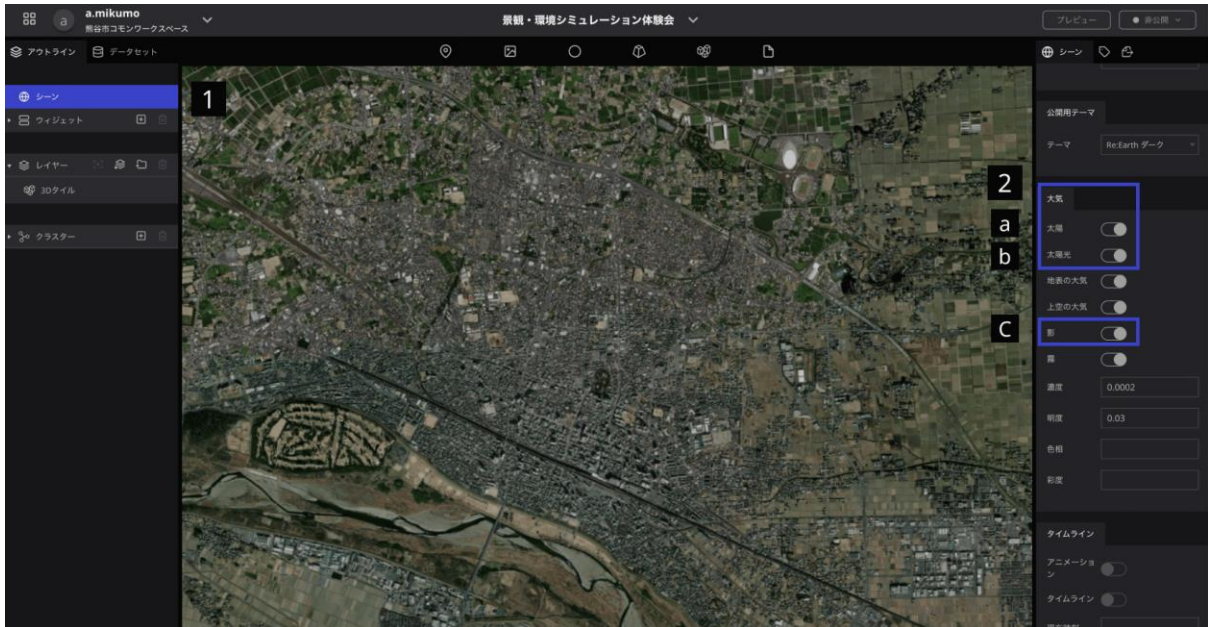 a
a.mikumo
熊谷市コモンワークスペース
景観・環境シミュレーション体験会
プレビュー
非公開
アウトライン
データセット
シーン
シーン
ウィジェット
レイヤー
3Dタイル
クラスター
1
公開用テーマ
テーマ
Re:Earth ダーク
2
大気
a
太陽
b
太陽光
地表の大気
上空の大気
C
影
霧
濃度
0.0002
明度
0.03
色相
彩度
タイムライン
アニメーショ
ン
タイムライン